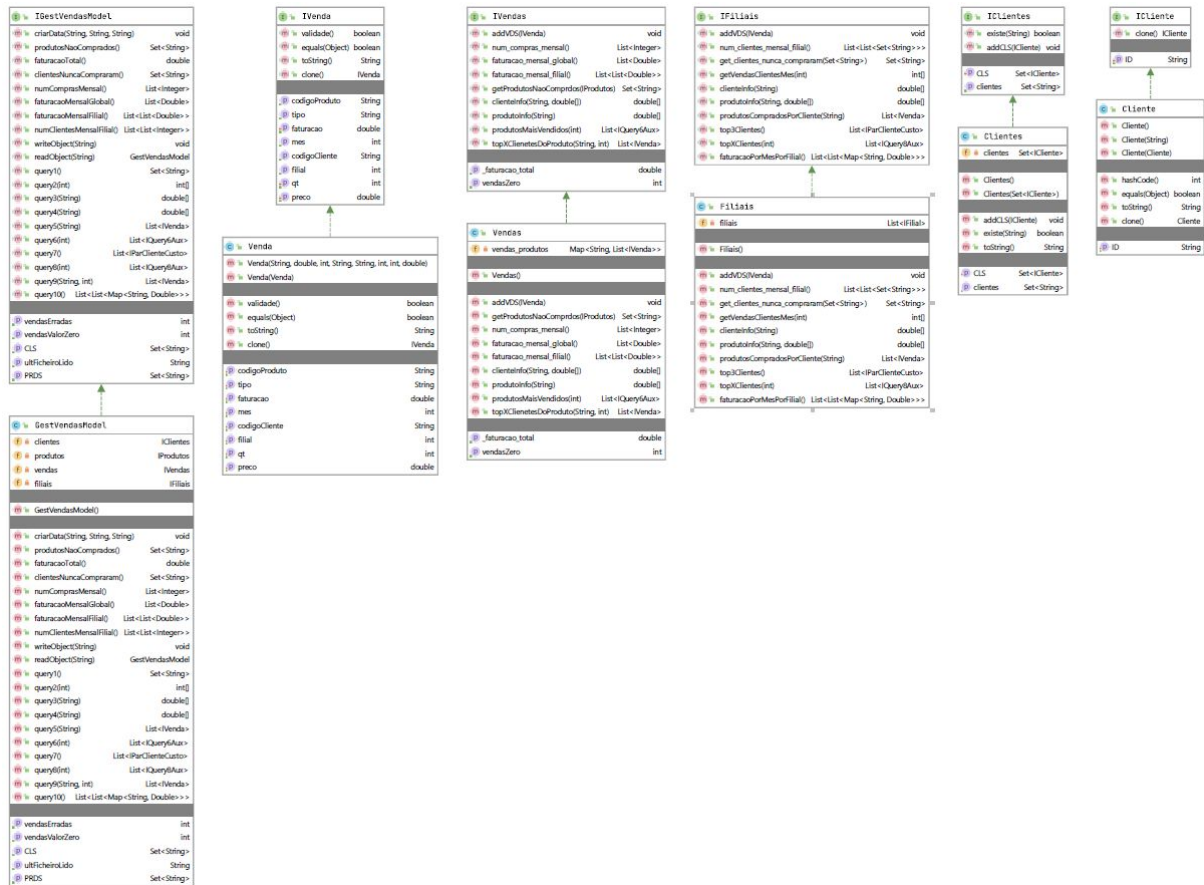 IGestVendasModel
criarData(String, String, String) void
produtosNaoComprados() Set<String>
faturacaoTotal() double
clientesNuncaCompraram() Set<String>
numComprasMensal() List<Integer>
faturacaoMensalGlobal() List<Double>
faturacaoMensalFilial() List<List<Double>>
numClientesMensalFilial() List<List<Integer>>
writeObject(String) void
readObject(String) GestVendasModel
query1() Set<String>
query2(int) int[]
query3(String) double[]
query4(String) double[]
query5(String) List<IVenda>
query6(int) List<IQuery6Aux>
query7() List<IParClienteCusto>
query8(int) List<IQuery8Aux>
query9(String, int) List<IVenda>
query10() List<List<Map<String, Double>>>
vendasErradas int
vendasValorZero int
CLS Set<String>
ultFicheiroLido String
PRDS Set<String>
GestVendasModel
clientes IClientes
produtos IProdutos
vendas IVendas
filiais IFiliais
GestVendasModel()
criarData(String, String, String) void
produtosNaoComprados() Set<String>
faturacaoTotal() double
clientesNuncaCompraram() Set<String>
numComprasMensal() List<Integer>
faturacaoMensalGlobal() List<Double>
faturacaoMensalFilial() List<List<Double>>
numClientesMensalFilial() List<List<Integer>>
writeObject(String) void
readObject(String) GestVendasModel
query1() Set<String>
query2(int) int[]
query3(String) double[]
query4(String) double[]
query5(String) List<IVenda>
query6(int) List<IQuery6Aux>
query7() List<IParClienteCusto>
query8(int) List<IQuery8Aux>
query9(String, int) List<IVenda>
query10() List<List<Map<String, Double>>>
vendasErradas int
vendasValorZero int
CLS Set<String>
ultFicheiroLido String
PRDS Set<String>
IVenda
validade() boolean
equals(Object) boolean
toString() String
clone() IVenda
codigoProduto String
tipo String
faturacao double
mes int
codigoCliente String
filial int
qt int
preco double
Venda
Venda(String, double, int, String, String, int, int, double)
Venda(Venda)
validade() boolean
equals(Object) boolean
toString() String
clone() IVenda
codigoProduto String
tipo String
faturacao double
mes int
codigoCliente String
filial int
qt int
preco double
IVendas
addVDS(IVenda) void
num_compras_mensal() List<Integer>
faturacao_mensal_global() List<Double>
faturacao_mensal_filial() List<List<Double>>
getProdutosNaoComprdos(IProdutos) Set<String>
clienteInfo(String, double[]) double[]
produtoInfo(String) double[]
produtosMaisVendidos(int) List<IQuery6Aux>
topXClienetesDoProduto(String, int) List<IVenda>
_faturacao_total double
vendasZero int
Vendas
vendas_produtos Map<String, List<IVenda>>
Vendas()
addVDS(IVenda) void
getProdutosNaoComprdos(IProdutos) Set<String>
num_compras_mensal() List<Integer>
faturacao_mensal_global() List<Double>
faturacao_mensal_filial() List<List<Double>>
clienteInfo(String, double[]) double[]
produtoInfo(String) double[]
produtosMaisVendidos(int) List<IQuery6Aux>
topXClienetesDoProduto(String, int) List<IVenda>
_faturacao_total double
vendasZero int
IFiliais
addVDS(IVenda) void
num_clientes_mensal_filial() List<List<Set<String>>>
get_clientes_nunca_compraram(Set<String>) Set<String>
getVendasClientesMes(int) int[]
clienteInfo(String) double[]
produtoInfo(String, double[]) double[]
produtosCompradosPorCliente(String) List<IVenda>
top3Clientes() List<IParClienteCusto>
topXClientes(int) List<IQuery8Aux>
faturacaoPorMesPorFilial() List<List<Map<String, Double>>>
Filiais
filiais List<IFilial>
Filiais()
addVDS(IVenda) void
num_clientes_mensal_filial() List<List<Set<String>>>
get_clientes_nunca_compraram(Set<String>) Set<String>
getVendasClientesMes(int) int[]
clienteInfo(String) double[]
produtoInfo(String, double[]) double[]
produtosCompradosPorCliente(String) List<IVenda>
top3Clientes() List<IParClienteCusto>
topXClientes(int) List<IQuery8Aux>
faturacaoPorMesPorFilial() List<List<Map<String, Double>>>
IClientes
existe(String) boolean
addCLS(ICliente) void
CLS Set<ICliente>
clientes Set<String>
Clientes
clientes Set<ICliente>
Clientes()
Clientes(Set<ICliente>)
addCLS(ICliente) void
existe(String) boolean
toString() String
CLS Set<ICliente>
clientes Set<String>
ICliente
clone() ICliente
ID String
Cliente
Cliente()
Cliente(String)
Cliente(Cliente)
hashCode() int
equals(Object) boolean
toString() String
clone() Cliente
ID String